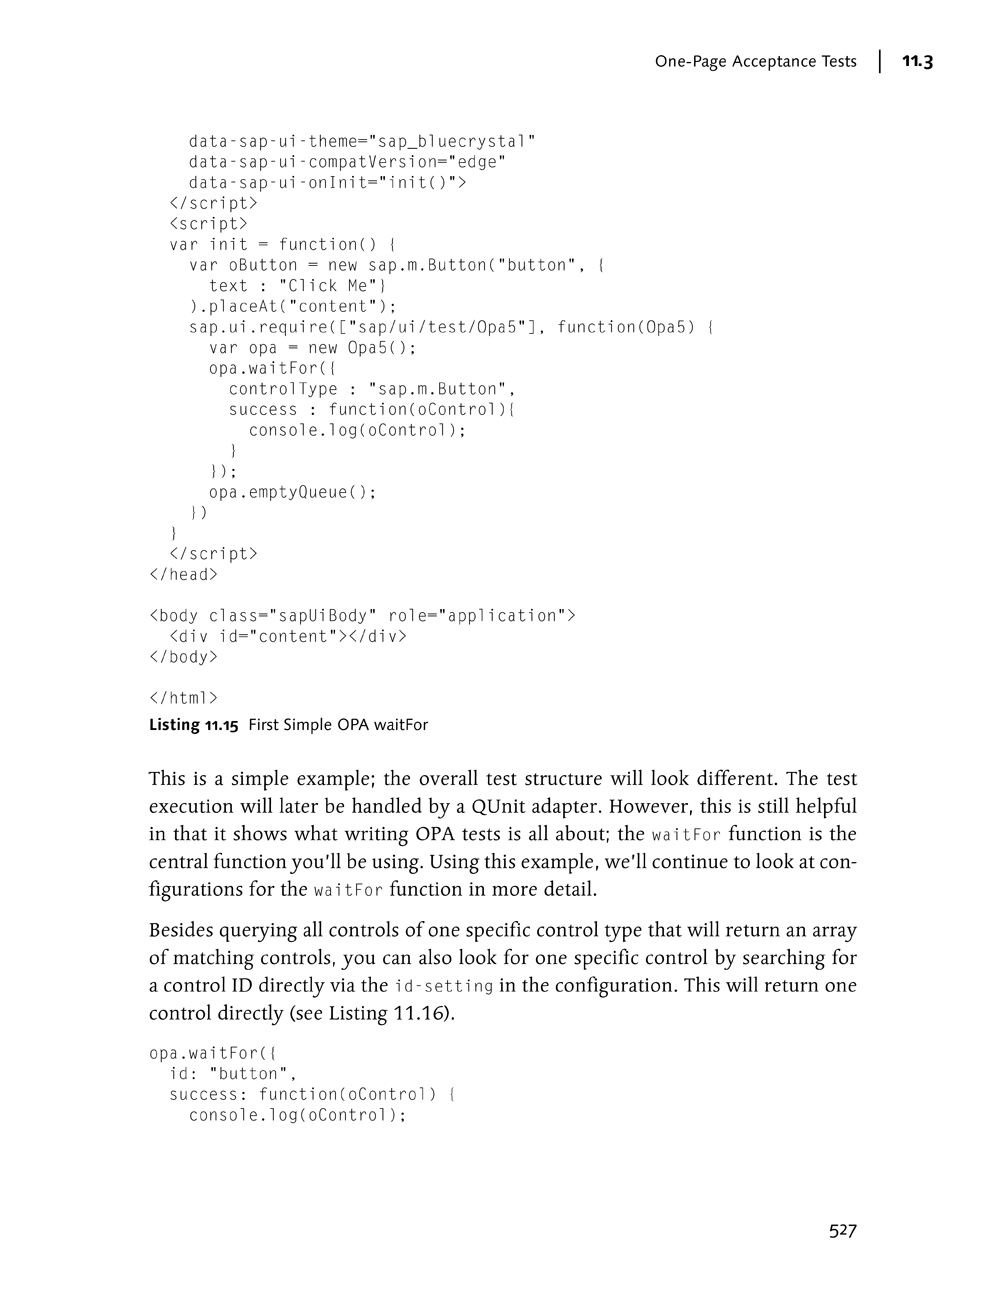 One-Page Acceptance Tests | 11.3
data-sap-ui-theme="sap_bluecrystal"
data-sap-ui-compatVersion="edge"
data-sap-ui-onInit="init()">
</script>
<script>
var init = function() {
var oButton = new sap.m.Button("button", {
text : "Click Me"}
).placeAt("content");
sap.ui.require(["sap/ui/test/Opa5"], function(Opa5) {
var opa = new Opa5();
opa.waitFor({
controlType : "sap.m.Button",
success : function(oControl){
console.log(oControl);
}
});
opa.emptyQueue();
})
}
</script>
</head>
<body class="sapUiBody" role="application">
<div id="content"></div>
</body>
</html>
Listing 11.15 First Simple OPA waitFor
This is a simple example; the overall test structure will look different. The test
execution will later be handled by a QUnit adapter. However, this is still helpful
in that it shows what writing OPA tests is all about; the waitFor function is the
central function you'll be using. Using this example, we'll continue to look at con-
figurations for the waitFor function in more detail.
Besides querying all controls of one specific control type that will return an array
of matching controls, you can also look for one specific control by searching for
a control ID directly via the id-setting in the configuration. This will return one
control directly (see Listing 11.16).
opa.waitFor({
id: "button",
success: function(oControl) {
console.log(oControl);
527